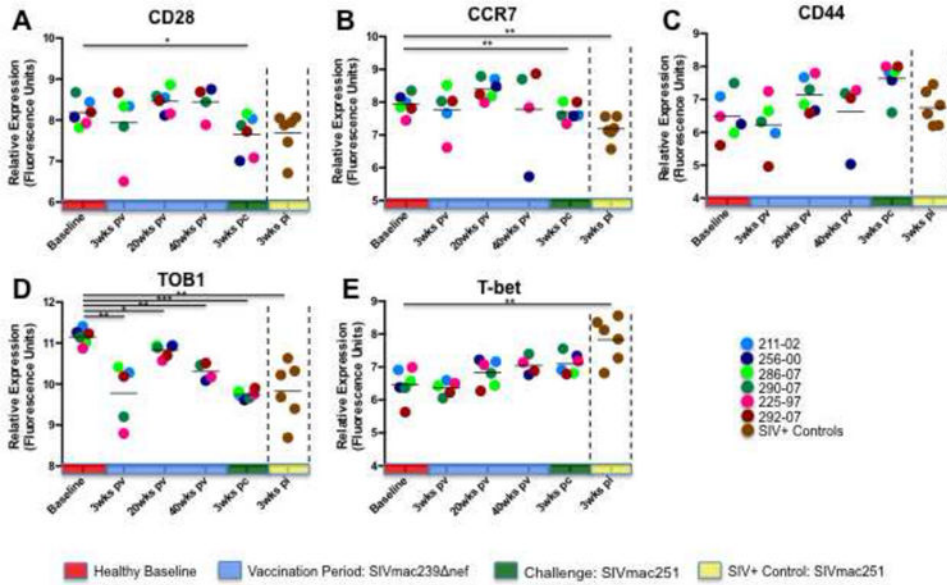 A
CD28
Relative Expression
(Fluorescence Units)
10
9
8
7
6
*
Baseline
3wks pv
20wks pv
40wks pv
3wks pc
3wks pi
B
CCR7
Relative Expression
(Fluorescence Units)
10
9
8
7
6
5
**
**
Baseline
3wks pv
20wks pv
40wks pv
3wks pc
3wks pi
C
CD44
Relative Expression
(Fluorescence Units)
9
8
7
6
5
4
Baseline
3wks pv
20wks pv
40wks pv
3wks pc
3wks pi
D
TOB1
Relative Expression
(Fluorescence Units)
12
11
10
9
8
**
***
**
*
**
Baseline
3wks pv
20wks pv
40wks pv
3wks pc
3wks pi
E
T-bet
Relative Expression
(Fluorescence Units)
9
8
7
6
5
4
**
Baseline
3wks pv
20wks pv
40wks pv
3wks pc
3wks pi
211-02
256-00
286-07
290-07
225-97
292-07
SIV+ Controls
Healthy Baseline
Vaccination Period: SIVmac239Δnef
Challenge: SIVmac251
SIV+ Control: SIVmac251